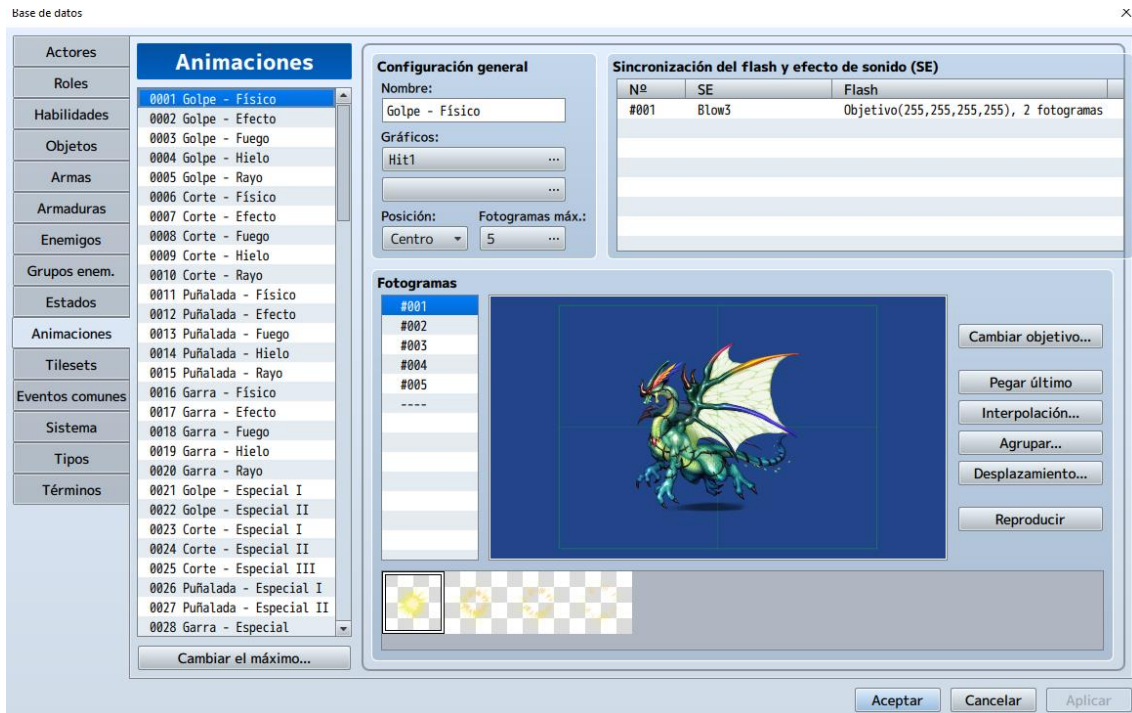 Base de datos
Actores
Roles
Habilidades
Objetos
Armas
Armaduras
Enemigos
Grupos enem.
Estados
Animaciones
Tilesets
Eventos comunes
Sistema
Tipos
Términos
Animaciones
0001 Golpe - Físico
0002 Golpe - Efecto
0003 Golpe - Fuego
0004 Golpe - Hielo
0005 Golpe - Rayo
0006 Corte - Físico
0007 Corte - Efecto
0008 Corte - Fuego
0009 Corte - Hielo
0010 Corte - Rayo
0011 Puñalada - Físico
0012 Puñalada - Efecto
0013 Puñalada - Fuego
0014 Puñalada - Hielo
0015 Puñalada - Rayo
0016 Garra - Físico
0017 Garra - Efecto
0018 Garra - Fuego
0019 Garra - Hielo
0020 Garra - Rayo
0021 Golpe - Especial I
0022 Golpe - Especial II
0023 Corte - Especial I
0024 Corte - Especial II
0025 Corte - Especial III
0026 Puñalada - Especial I
0027 Puñalada - Especial II
0028 Garra - Especial
Cambiar el máximo...
Configuración general
Nombre:
Golpe - Físico
Gráficos:
Hit1 ...
...
Posición: Fotogramas máx.:
Centro 5 ...
Sincronización del flash y efecto de sonido (SE)
Nº SE Flash
#001 Blow3 Objetivo(255,255,255,255), 2 fotogramas
Fotogramas
#001
#002
#003
#004
#005
----
Cambiar objetivo...
Pegar último
Interpolación...
Agrupar...
Desplazamiento...
Reproducir
Aceptar Cancelar Aplicar